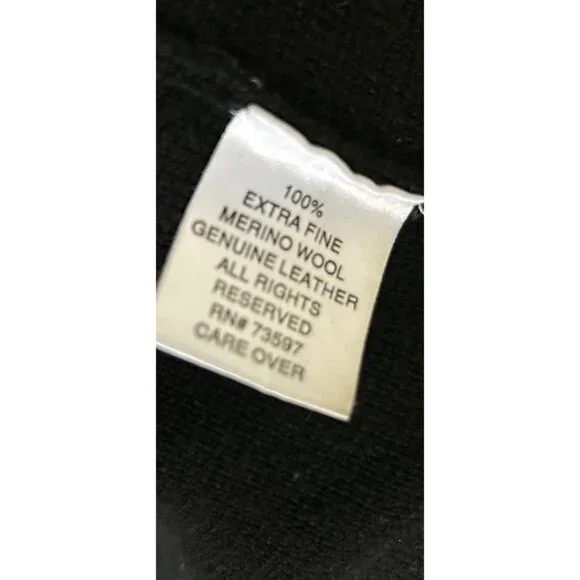 100%
EXTRA FINE
MERINO WOOL
GENUINE LEATHER
ALL RIGHTS
RESERVED
RN# 73597
CARE OVER